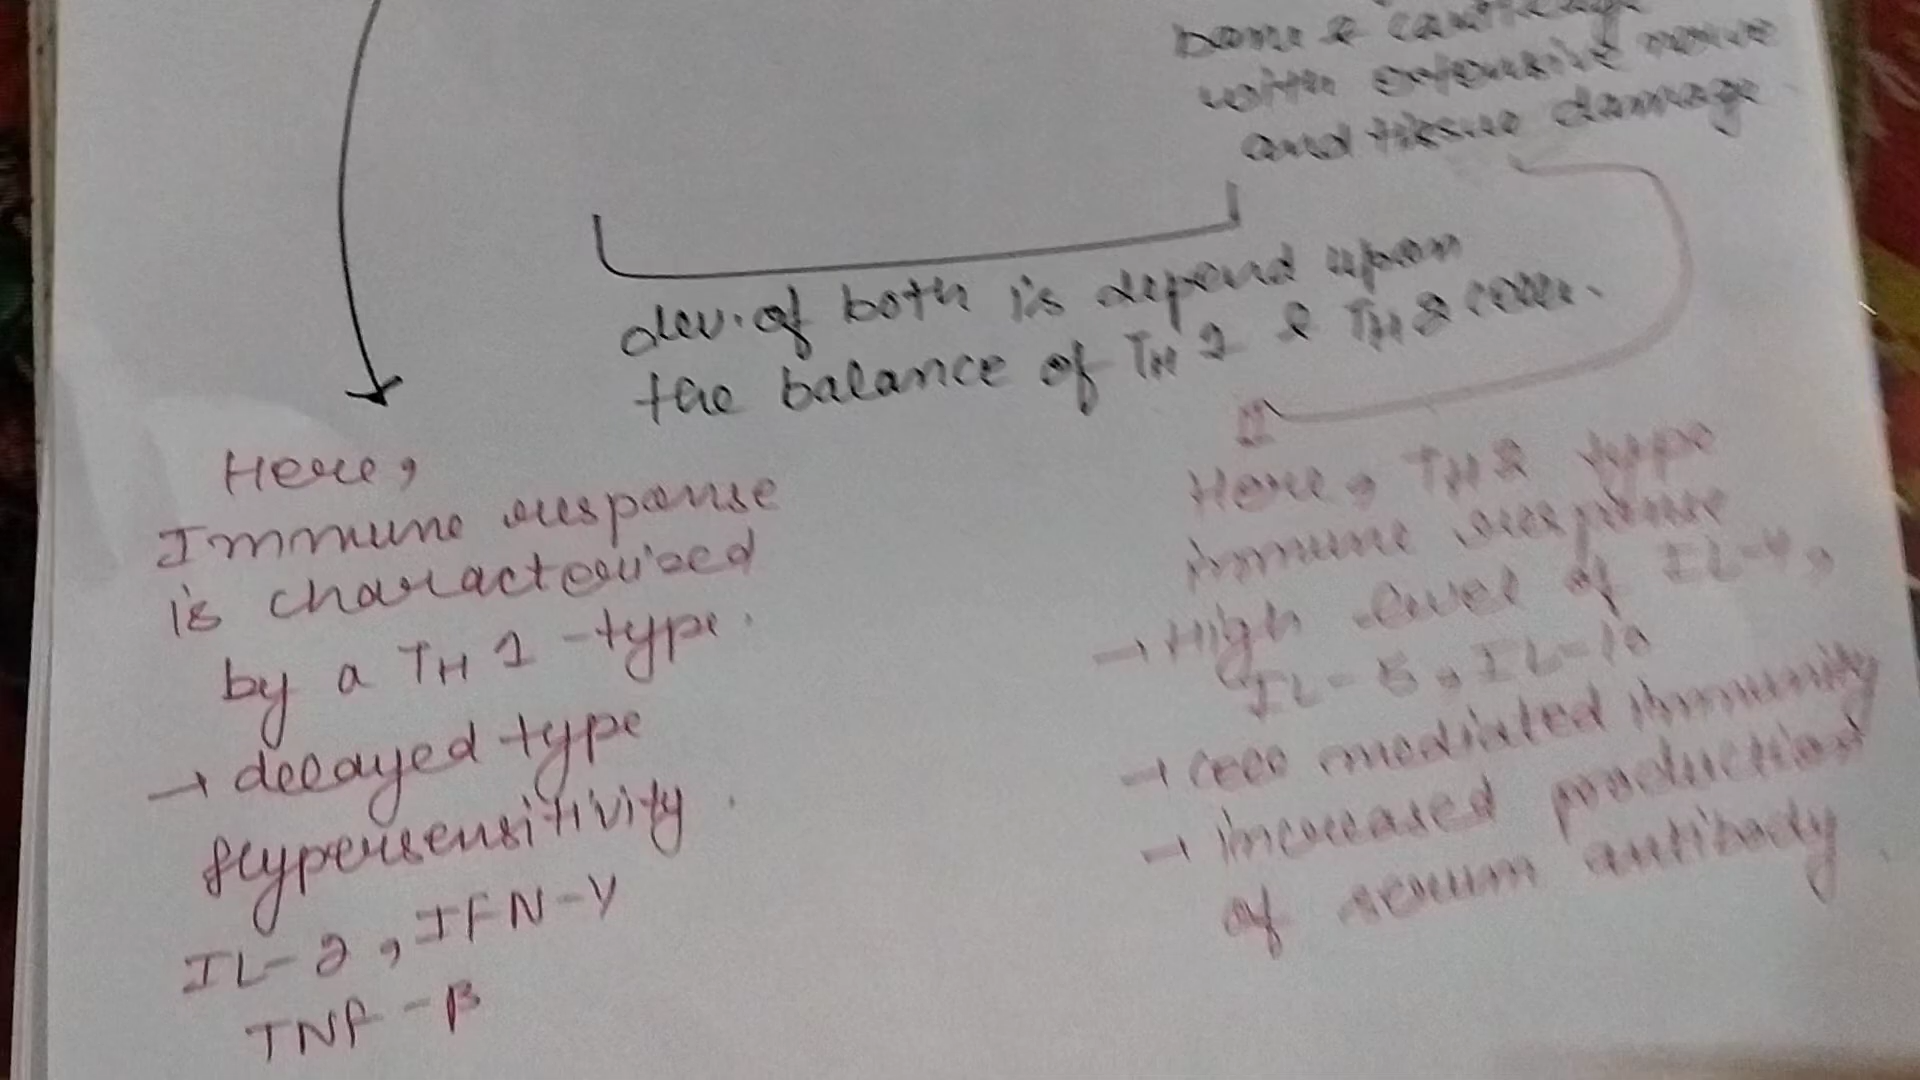 bone & cartilage
with extensive nerve
and tissue damage
dev. of both is depend upon
the balance of TH 1 & TH 2 cell.
Here,
Immune response
is characterised
by a TH 1 -type.
→ delayed type
Hypersensitivity.
IL-2, IFN-γ
TNF-β
Here, TH2 type
immune response
→ High level of IL-4,
IL-5, IL-10
→ cell mediated immunity
→ increased production
of serum antibody